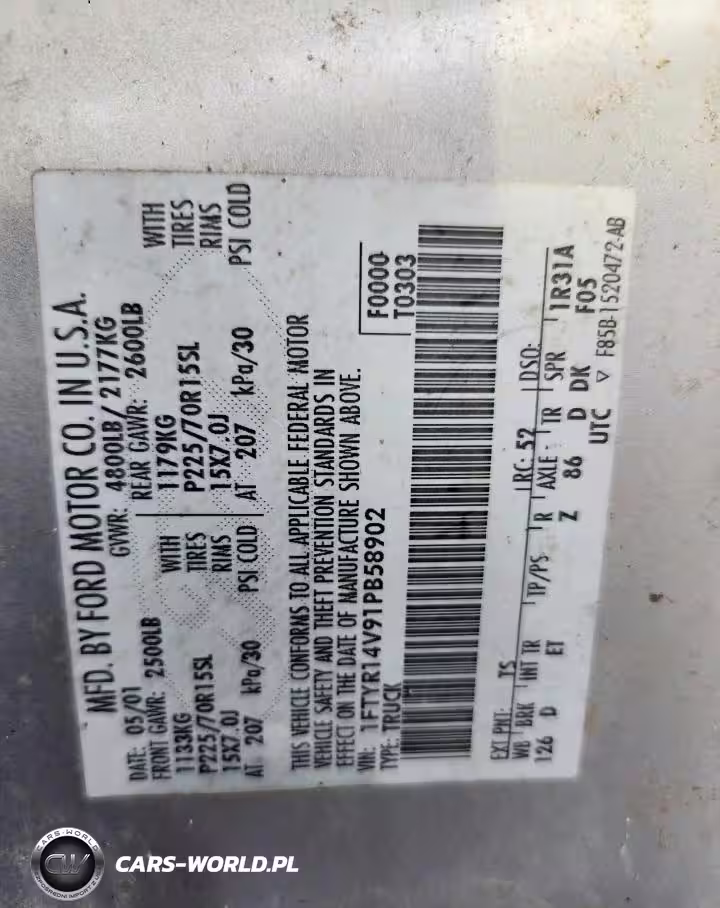 MFD. BY FORD MOTOR CO. IN U.S.A.
DATE: 05/01 GVWR: 4800LB/ 2177KG
FRONT GAWR: 2500LB REAR GAWR: 2600LB
1133KG WITH 1179KG WITH
P225/70R15SL TIRES P225/70R15SL TIRES
15X7.0J RIMS 15X7.0J RIMS
AT 207 kPa/30 PSI COLD AT 207 kPa/30 PSI COLD
THIS VEHICLE CONFORMS TO ALL APPLICABLE FEDERAL MOTOR
VEHICLE SAFETY AND THEFT PREVENTION STANDARDS IN
EFFECT ON THE DATE OF MANUFACTURE SHOWN ABOVE.
VIN: 1FTYR14V91PB58902 F0000
TYPE: TRUCK T0303
EXT PNT: TS RC: 52 DSO:
WB BRK INT TR TP/PS R AXLE TR SPR 1R31A
126 D ET Z 86 D DK F05
UTC ▽ F85B-1520472-AB
CARS-WORLD
CW
CARS-WORLD.PL